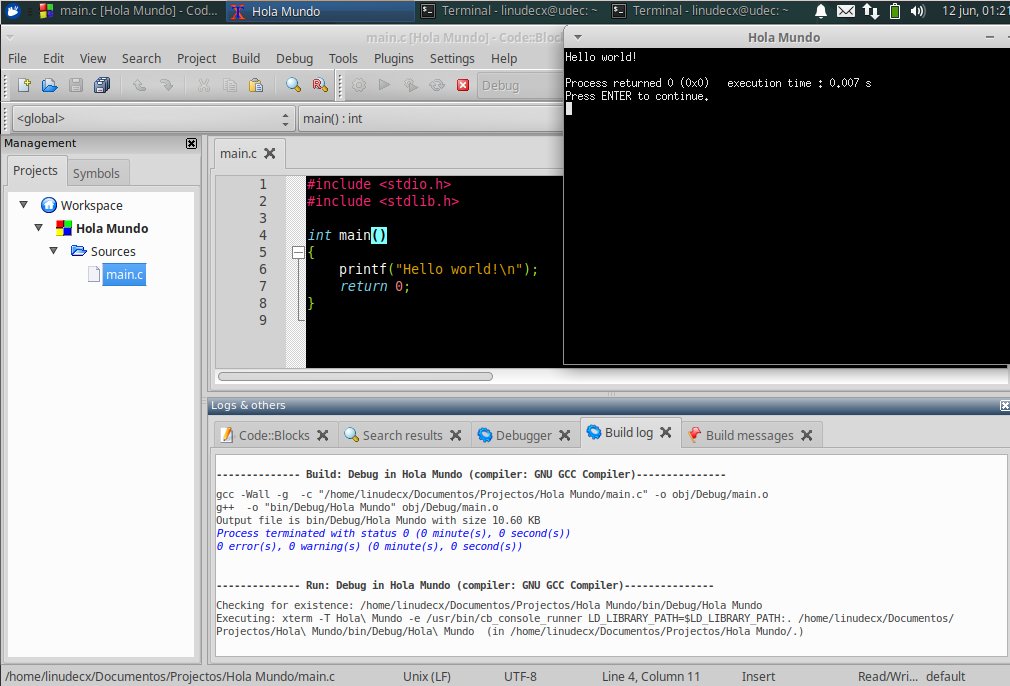 main.c [Hola Mundo] - Cod...
Hola Mundo
Terminal - linudecx@udec: ~
Terminal - linudecx@udec: ~
12 jun, 01:21
main.c [Hola Mundo] - Code::Bloc
File Edit View Search Project Build Debug Tools Plugins Settings Help
Debug
<global>
main() : int
Hola Mundo
Hello world!
Process returned 0 (0x0)   execution time : 0.007 s
Press ENTER to continue.
Management
Projects
Symbols
Workspace
Hola Mundo
Sources
main.c
main.c
1 #include <stdio.h>
2 #include <stdlib.h>
3
4 int main()
5 {
6     printf("Hello world!\n");
7     return 0;
8 }
9
Logs & others
Code::Blocks
Search results
Debugger
Build log
Build messages
-------------- Build: Debug in Hola Mundo (compiler: GNU GCC Compiler)---------------
gcc -Wall -g  -c "/home/linudecx/Documentos/Projectos/Hola Mundo/main.c" -o obj/Debug/main.o
g++  -o "bin/Debug/Hola Mundo" obj/Debug/main.o
Output file is bin/Debug/Hola Mundo with size 10.60 KB
Process terminated with status 0 (0 minute(s), 0 second(s))
0 error(s), 0 warning(s) (0 minute(s), 0 second(s))
-------------- Run: Debug in Hola Mundo (compiler: GNU GCC Compiler)---------------
Checking for existence: /home/linudecx/Documentos/Projectos/Hola Mundo/bin/Debug/Hola Mundo
Executing: xterm -T Hola\ Mundo -e /usr/bin/cb_console_runner LD_LIBRARY_PATH=$LD_LIBRARY_PATH:. /home/linudecx/Documentos/
Projectos/Hola\ Mundo/bin/Debug/Hola\ Mundo  (in /home/linudecx/Documentos/Projectos/Hola Mundo/.)
/home/linudecx/Documentos/Projectos/Hola Mundo/main.c
Unix (LF)
UTF-8
Line 4, Column 11
Insert
Read/Wri...
default